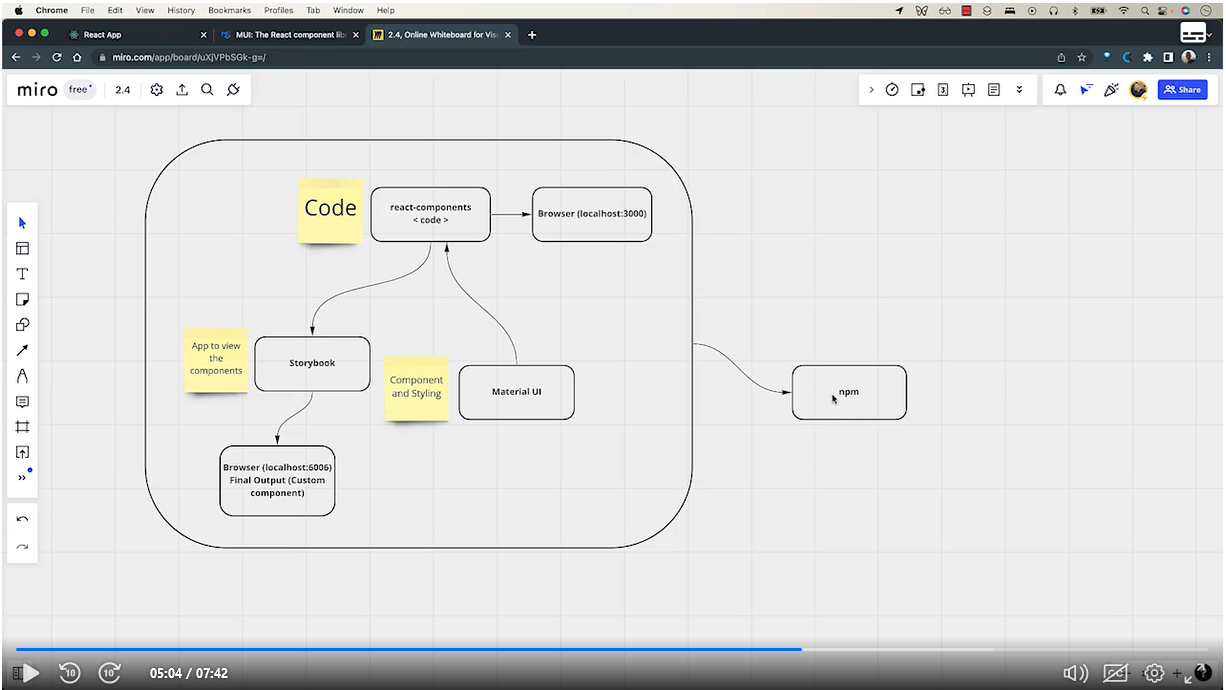 Chrome File Edit View History Bookmarks Profiles Tab Window Help
React App
MUI: The React component lib
2.4, Online Whiteboard for Vis
miro.com/app/board/uXjVPbSGk-g=/
miro free 2.4
3
Share
Code
react-components
< code >
Browser (localhost:3000)
App to view
the
components
Storybook
Component
and Styling
Material UI
npm
Browser (localhost:6006)
Final Output (Custom
component)
10 10 05:04 / 07:42
CC